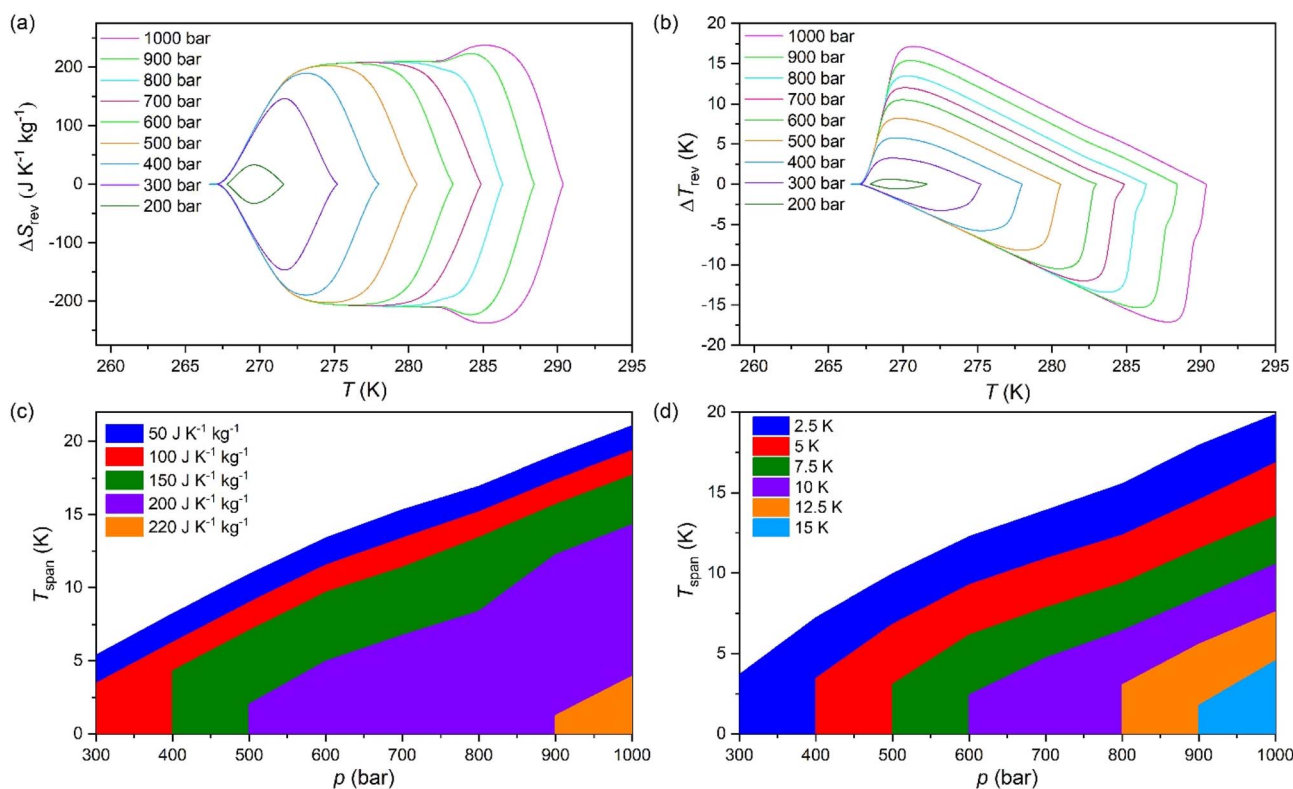 (a)
1000 bar
900 bar
800 bar
700 bar
600 bar
500 bar
400 bar
300 bar
200 bar
200
100
0
-100
-200
ΔS_rev (J K⁻¹ kg⁻¹)
260 265 270 275 280 285 290 295
T (K)
(b)
1000 bar
900 bar
800 bar
700 bar
600 bar
500 bar
400 bar
300 bar
200 bar
20
15
10
5
0
-5
-10
-15
-20
ΔT_rev (K)
260 265 270 275 280 285 290 295
T (K)
(c)
50 J K⁻¹ kg⁻¹
100 J K⁻¹ kg⁻¹
150 J K⁻¹ kg⁻¹
200 J K⁻¹ kg⁻¹
220 J K⁻¹ kg⁻¹
20
15
10
5
0
T_span (K)
300 400 500 600 700 800 900 1000
p (bar)
(d)
2.5 K
5 K
7.5 K
10 K
12.5 K
15 K
20
15
10
5
0
T_span (K)
300 400 500 600 700 800 900 1000
p (bar)